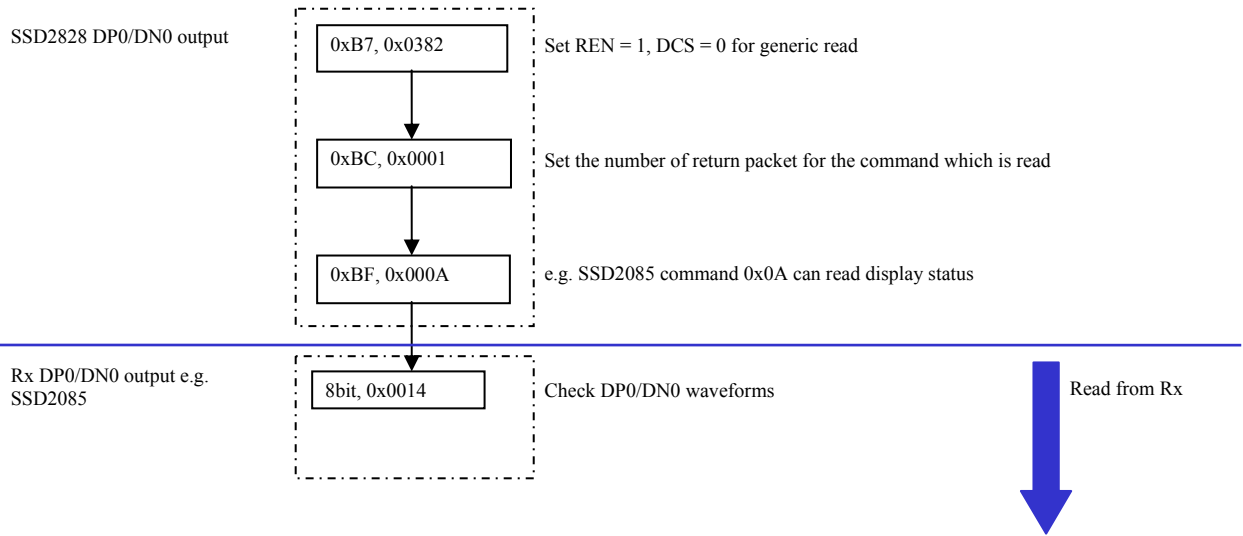 SSD2828 DP0/DN0 output
0xB7, 0x0382
Set REN = 1, DCS = 0 for generic read
0xBC, 0x0001
Set the number of return packet for the command which is read
0xBF, 0x000A
e.g. SSD2085 command 0x0A can read display status
Rx DP0/DN0 output e.g.
SSD2085
8bit, 0x0014
Check DP0/DN0 waveforms
Read from Rx